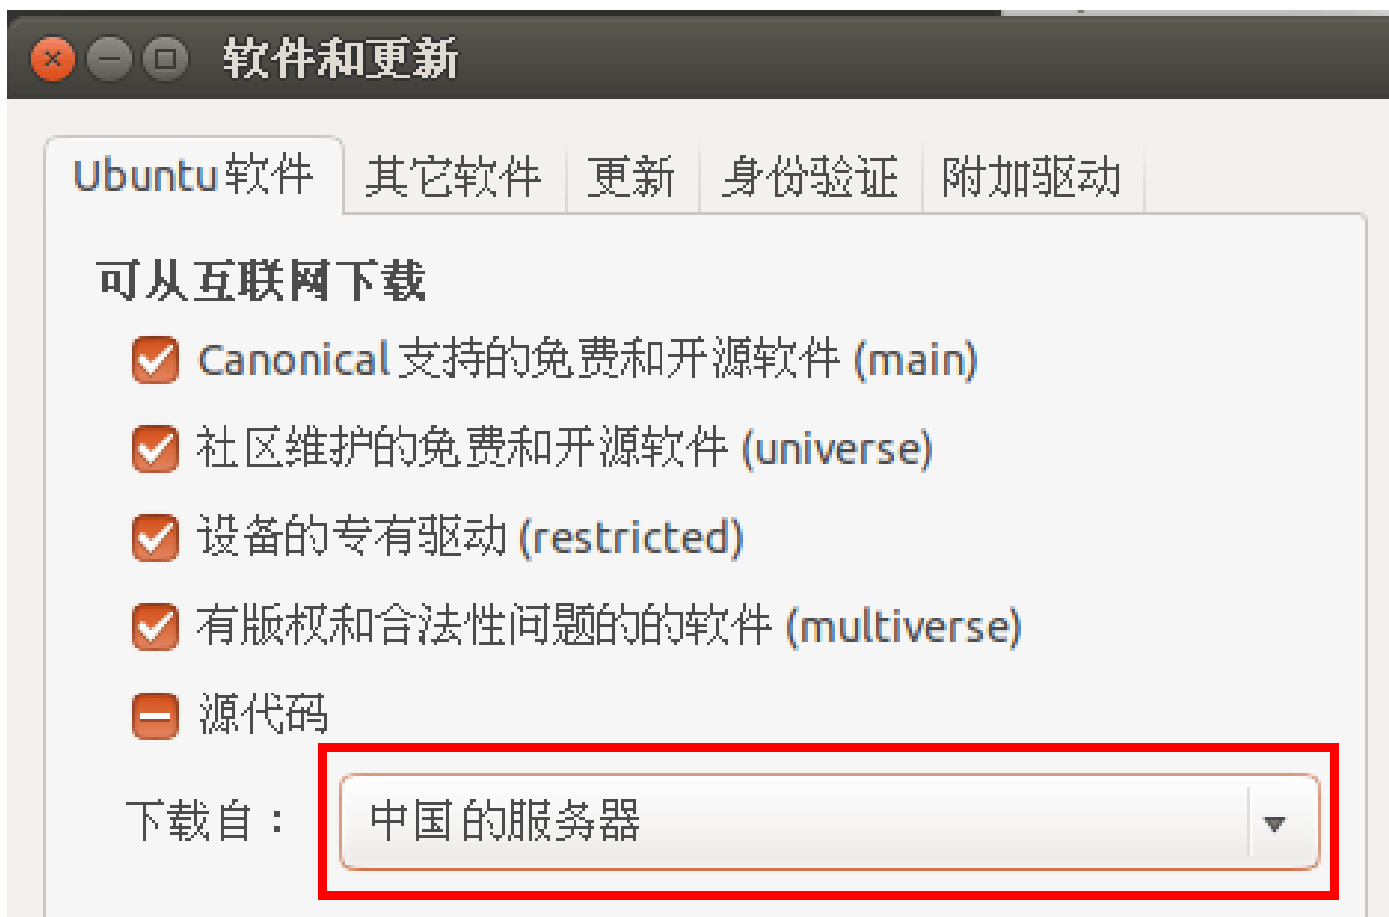 软件和更新
Ubuntu软件 其它软件 更新 身份验证 附加驱动
可从互联网下载
Canonical 支持的免费和开源软件 (main)
社区维护的免费和开源软件 (universe)
设备的专有驱动 (restricted)
有版权和合法性问题的的软件 (multiverse)
源代码
下载自： 中国 的服务器